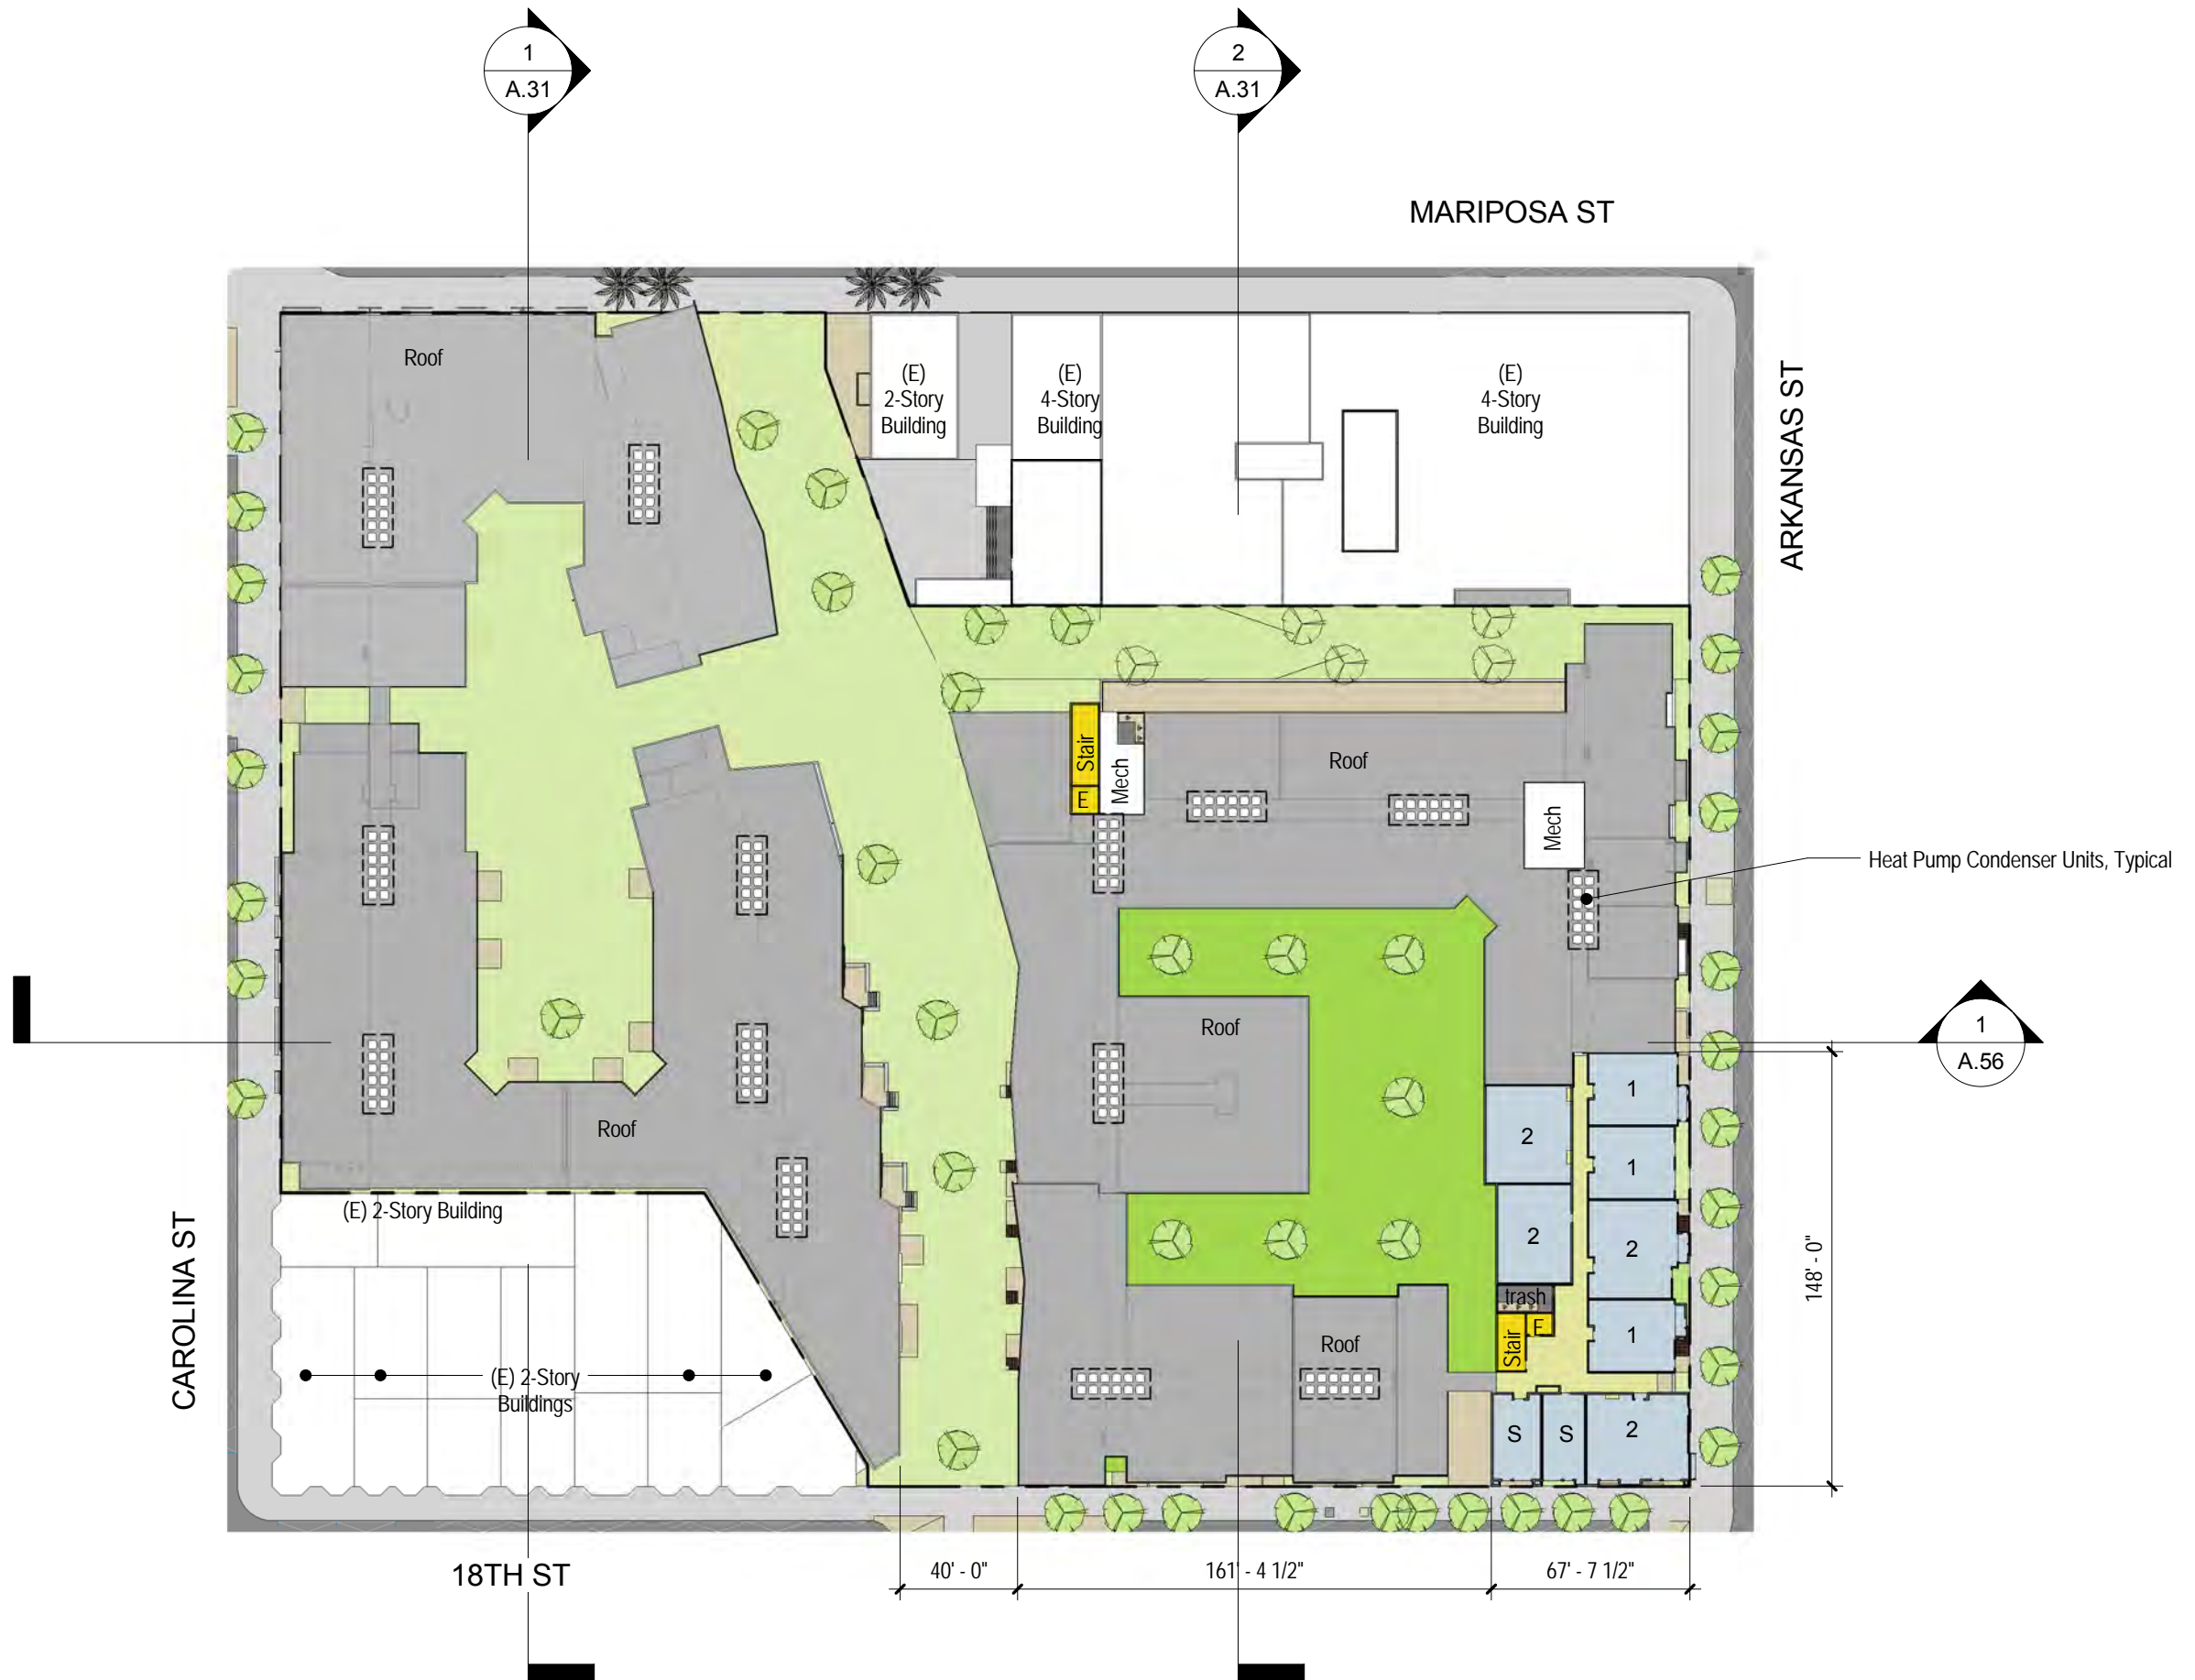 1
A.31
2
A.31
MARIPOSA ST
Roof
(E)
2-Story
Building
(E)
4-Story
Building
(E)
4-Story
Building
ARKANSAS ST
Stair
E
Mech
Roof
Mech
Heat Pump Condenser Units, Typical
Roof
1
A.56
1
2
1
2
2
1
trash
E
Stair
Roof
Roof
(E) 2-Story Building
CAROLINA ST
(E) 2-Story
Buildings
148' - 0"
S
S
2
18TH ST
40' - 0"
161' - 4 1/2"
67' - 7 1/2"